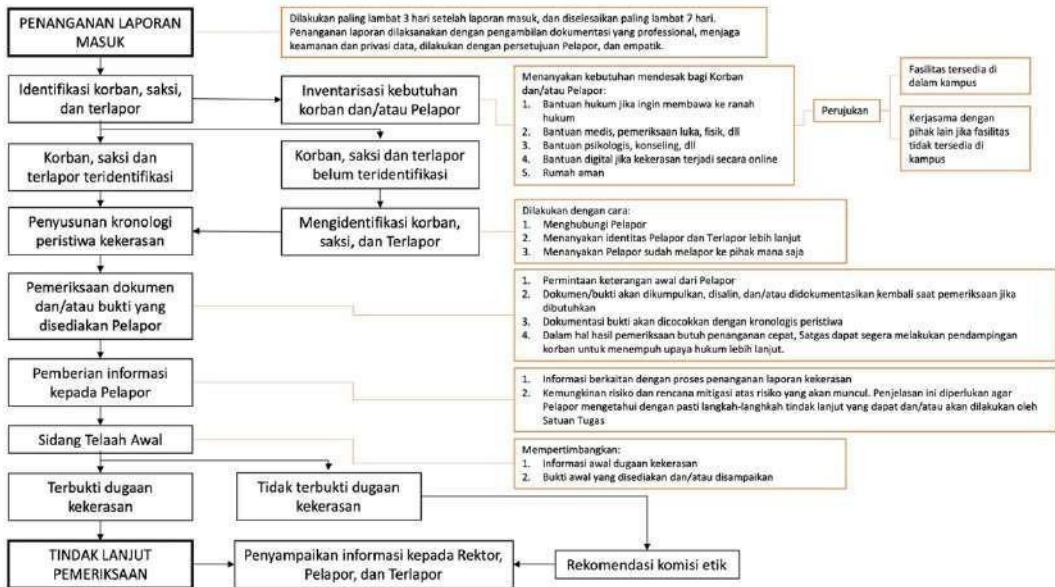 PENANGANAN LAPORAN
MASUK
Dilakukan paling lambat 3 hari setelah laporan masuk, dan diselesaikan paling lambat 7 hari.
Penanganan laporan dilaksanakan dengan pengambilan dokumentasi yang professional, menjaga
keamanan dan privasi data, dilakukan dengan persetujuan Pelapor, dan empatik.
Identifikasi korban, saksi,
dan terlapor
Inventarisasi kebutuhan
korban dan/atau Pelapor
Menanyakan kebutuhan mendesak bagi Korban
dan/atau Pelapor:
1. Bantuan hukum jika ingin membawa ke ranah
hukum
2. Bantuan medis, pemeriksaan luka, fisik, dll
3. Bantuan psikologis, konseling, dll
4. Bantuan digital jika kekerasan terjadi secara online
5. Rumah aman
Perujukan
Fasilitas tersedia di
dalam kampus
Kerjasama dengan
pihak lain jika fasilitas
tidak tersedia di
kampus
Korban, saksi dan
terlapor teridentifikasi
Korban, saksi dan terlapor
belum teridentifikasi
Penyusunan kronologi
peristiwa kekerasan
Mengidentifikasi korban,
saksi, dan Terlapor
Dilakukan dengan cara:
1. Menghubungi Pelapor
2. Menanyakan identitas Pelapor dan Terlapor lebih lanjut
3. Menanyakan Pelapor sudah melapor ke pihak mana saja
Pemeriksaan dokumen
dan/atau bukti yang
disediakan Pelapor
1. Permintaan keterangan awal dari Pelapor
2. Dokumen/bukti akan dikumpulkan, disalin, dan/atau didokumentasikan kembali saat pemeriksaan jika
dibutuhkan
3. Dokumentasi bukti akan dicocokkan dengan kronologis peristiwa
4. Dalam hal hasil pemeriksaan butuh penanganan cepat, Satgas dapat segera melakukan pendampingan
korban untuk menempuh upaya hukum lebih lanjut.
Pemberian informasi
kepada Pelapor
1. Informasi berkaitan dengan proses penanganan laporan kekerasan
2. Kemungkinan risiko dan rencana mitigasi atas risiko yang akan muncul. Penjelasan ini diperlukan agar
Pelapor mengetahui dengan pasti langkah-langhkah tindak lanjut yang dapat dan/atau akan dilakukan oleh
Satuan Tugas
Sidang Telaah Awal
Mempertimbangkan:
1. Informasi awal dugaan kekerasan
2. Bukti awal yang disediakan dan/atau disampaikan
Terbukti dugaan
kekerasan
Tidak terbukti dugaan
kekerasan
TINDAK LANJUT
PEMERIKSAAN
Penyampaikan informasi kepada Rektor,
Pelapor, dan Terlapor
Rekomendasi komisi etik